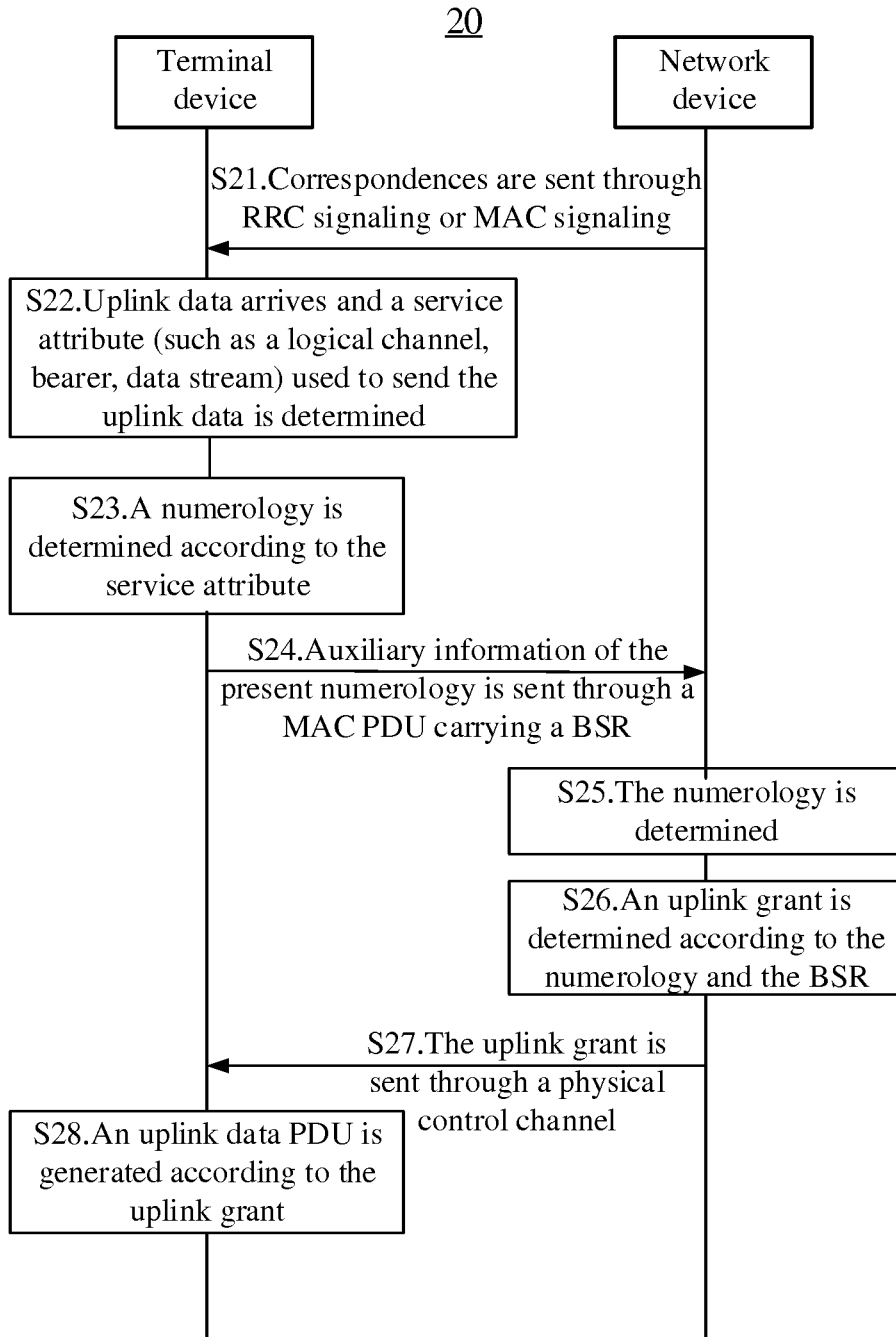 20
Terminal
device
Network
device
S21.Correspondences are sent through
RRC signaling or MAC signaling
S22.Uplink data arrives and a service
attribute (such as a logical channel,
bearer, data stream) used to send the
uplink data is determined
S23.A numerology is
determined according to the
service attribute
S24.Auxiliary information of the
present numerology is sent through a
MAC PDU carrying a BSR
S25.The numerology is
determined
S26.An uplink grant is
determined according to the
numerology and the BSR
S27.The uplink grant is
sent through a physical
control channel
S28.An uplink data PDU is
generated according to the
uplink grant